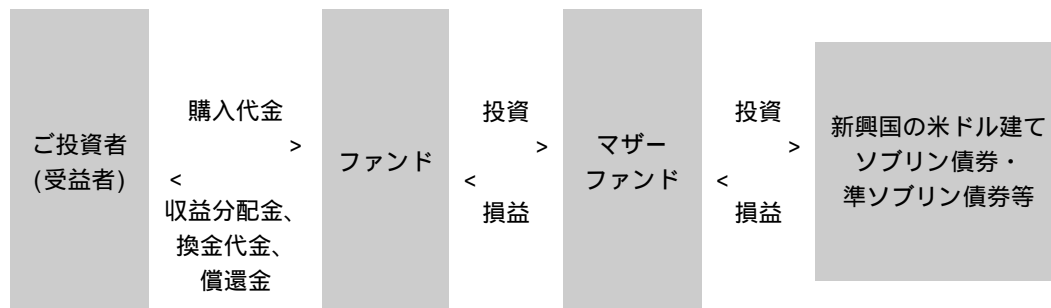 ご投資者
(受益者)
購入代金
>
<
収益分配金、
換金代金、
償還金
ファンド
投資
>
<
損益
マザー
ファンド
投資
>
<
損益
新興国の米ドル建て
ソブリン債券・
準ソブリン債券等